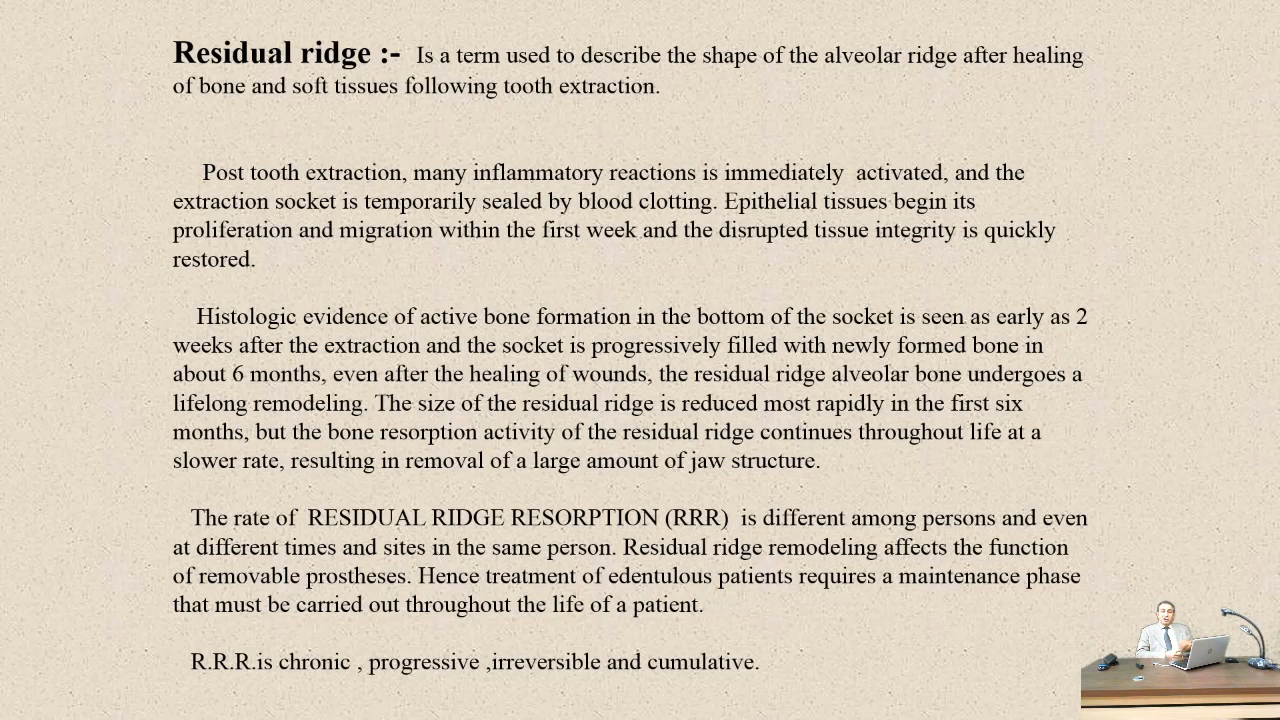 Residual ridge :- Is a term used to describe the shape of the alveolar ridge after healing
of bone and soft tissues following tooth extraction.
Post tooth extraction, many inflammatory reactions is immediately activated, and the
extraction socket is temporarily sealed by blood clotting. Epithelial tissues begin its
proliferation and migration within the first week and the disrupted tissue integrity is quickly
restored.
Histologic evidence of active bone formation in the bottom of the socket is seen as early as 2
weeks after the extraction and the socket is progressively filled with newly formed bone in
about 6 months, even after the healing of wounds, the residual ridge alveolar bone undergoes a
lifelong remodeling. The size of the residual ridge is reduced most rapidly in the first six
months, but the bone resorption activity of the residual ridge continues throughout life at a
slower rate, resulting in removal of a large amount of jaw structure.
The rate of RESIDUAL RIDGE RESORPTION (RRR) is different among persons and even
at different times and sites in the same person. Residual ridge remodeling affects the function
of removable prostheses. Hence treatment of edentulous patients requires a maintenance phase
that must be carried out throughout the life of a patient.
R.R.R.is chronic , progressive ,irreversible and cumulative.